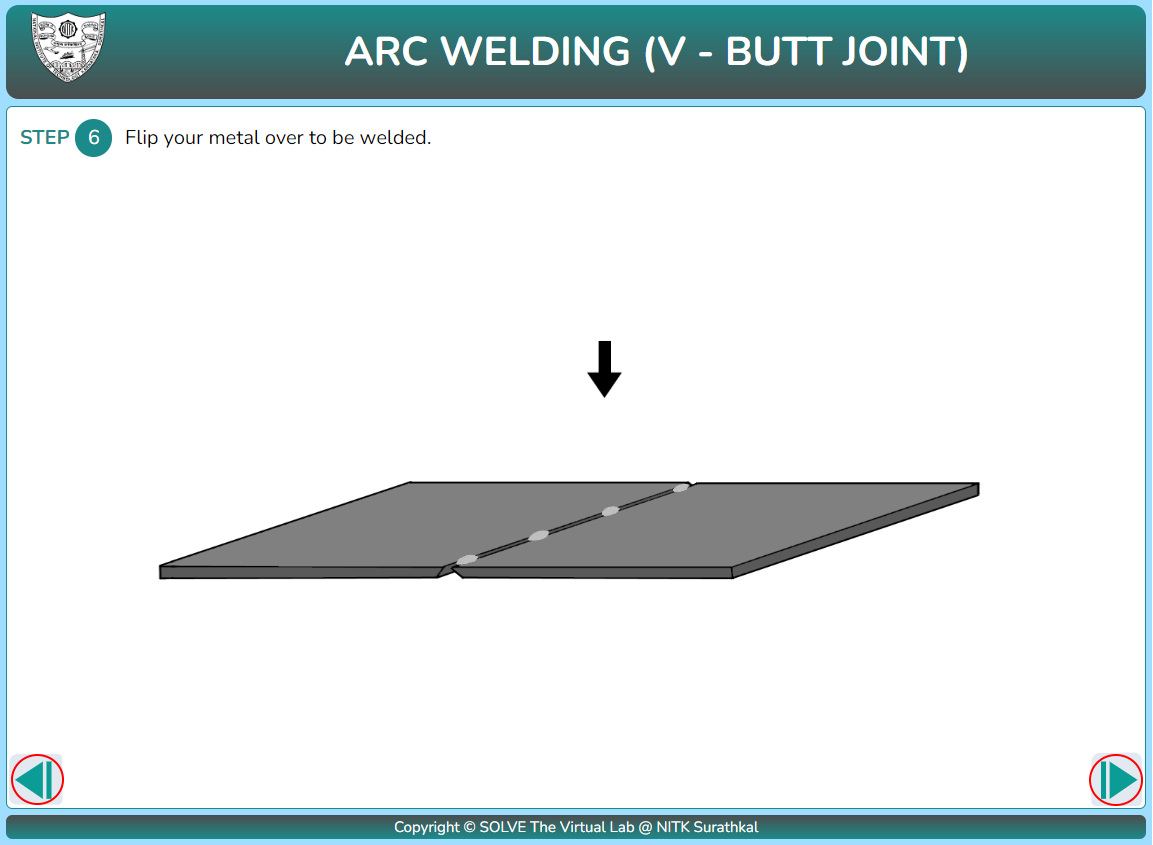 ARC WELDING (V - BUTT JOINT)
STEP 6 Flip your metal over to be welded.
Copyright © SOLVE The Virtual Lab @ NITK Surathkal